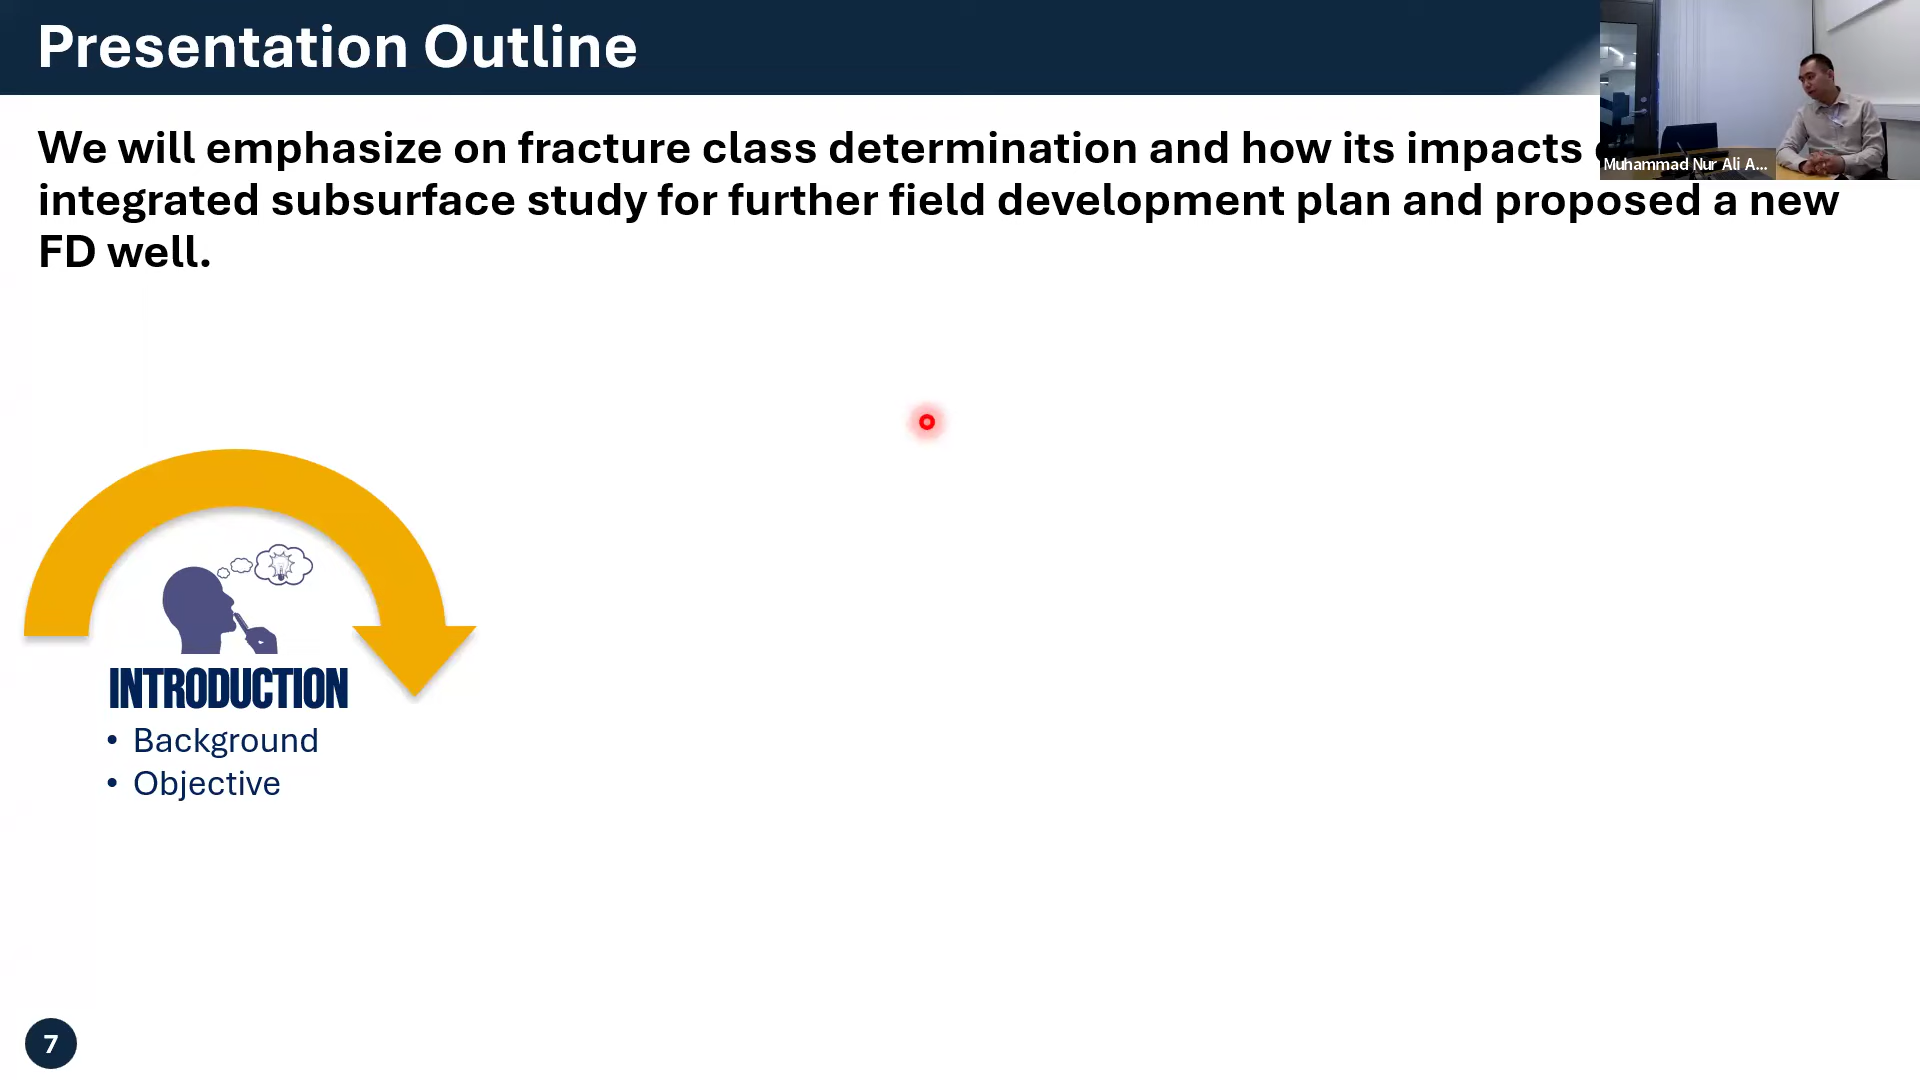 Presentation Outline
We will emphasize on fracture class determination and how its impacts
integrated subsurface study for further field development plan and proposed a new
FD well.
Muhammad Nur Ali A...
INTRODUCTION
• Background
• Objective
7